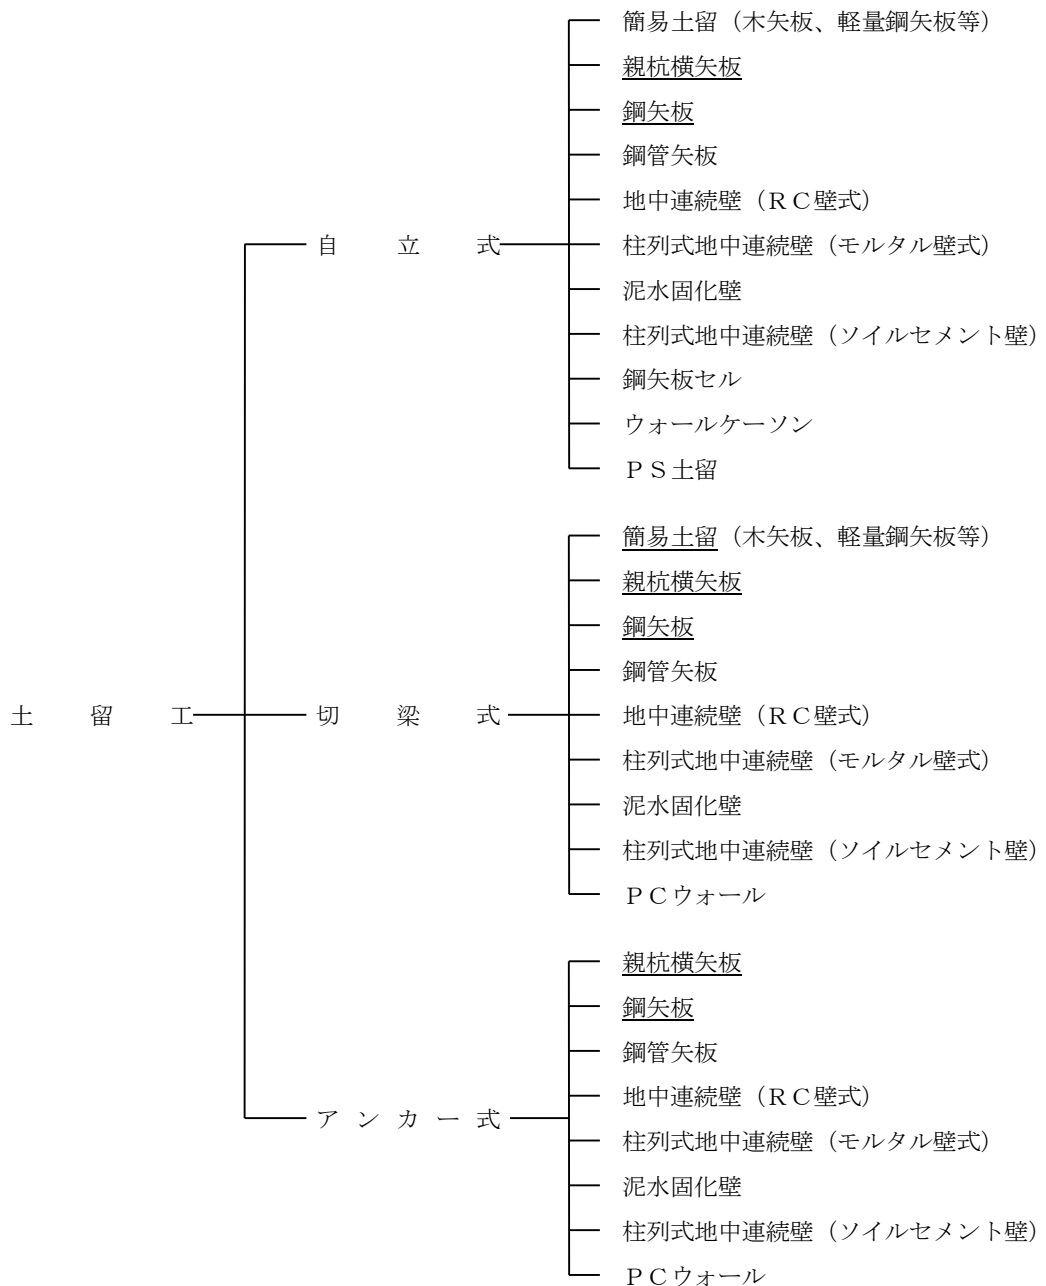 簡易土留（木矢板、軽量鋼矢板等）
親杭横矢板
鋼矢板
鋼管矢板
地中連続壁（ＲＣ壁式）
自立式
柱列式地中連続壁（モルタル壁式）
泥水固化壁
柱列式地中連続壁（ソイルセメント壁）
鋼矢板セル
ウォールケーソン
ＰＳ土留
簡易土留（木矢板、軽量鋼矢板等）
親杭横矢板
鋼矢板
鋼管矢板
土留工
切梁式
地中連続壁（ＲＣ壁式）
柱列式地中連続壁（モルタル壁式）
泥水固化壁
柱列式地中連続壁（ソイルセメント壁）
ＰＣウォール
親杭横矢板
鋼矢板
鋼管矢板
地中連続壁（ＲＣ壁式）
アンカー式
柱列式地中連続壁（モルタル壁式）
泥水固化壁
柱列式地中連続壁（ソイルセメント壁）
ＰＣウォール